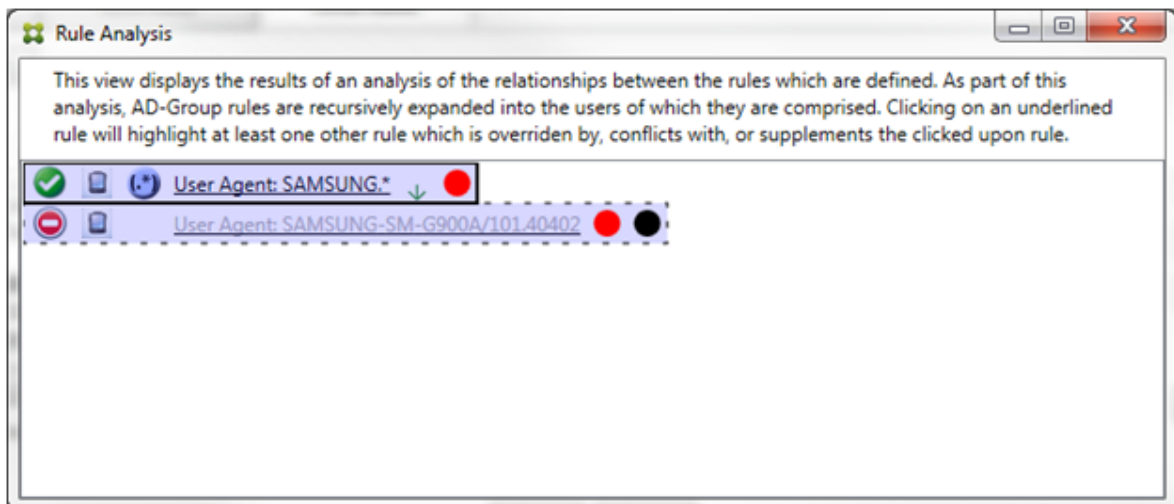 Rule Analysis
This view displays the results of an analysis of the relationships between the rules which are defined. As part of this
analysis, AD-Group rules are recursively expanded into the users of which they are comprised. Clicking on an underlined
rule will highlight at least one other rule which is overriden by, conflicts with, or supplements the clicked upon rule.
(.*) User Agent: SAMSUNG.*
User Agent: SAMSUNG-SM-G900A/101.40402